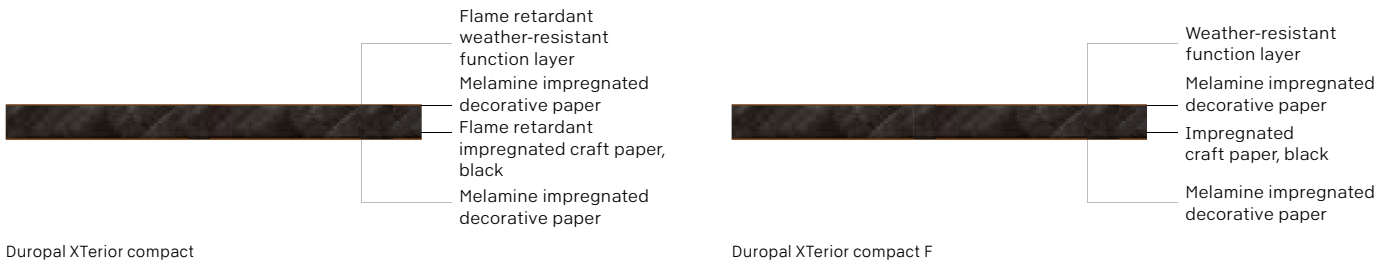 Flame retardant
weather-resistant
function layer
Melamine impregnated
decorative paper
Flame retardant
impregnated craft paper,
black
Melamine impregnated
decorative paper
Duropal XTerior compact
Weather-resistant
function layer
Melamine impregnated
decorative paper
Impregnated
craft paper, black
Melamine impregnated
decorative paper
Duropal XTerior compact F